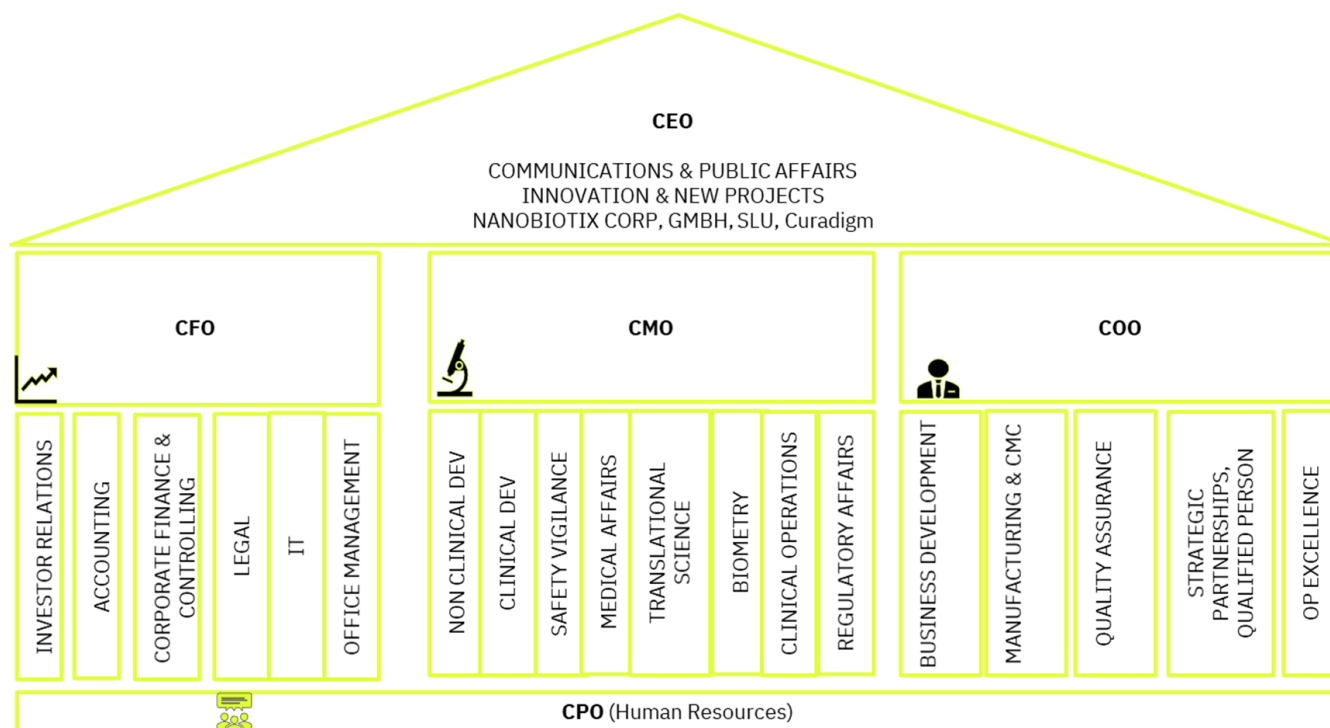 CEO
COMMUNICATIONS & PUBLIC AFFAIRS
INNOVATION & NEW PROJECTS
NANOBIOTIX CORP, GMBH, SLU, Curadigm
CFO
CMO
COO
INVESTOR RELATIONS
ACCOUNTING
CORPORATE FINANCE &
CONTROLLING
LEGAL
IT
OFFICE MANAGEMENT
NON CLINICAL DEV
CLINICAL DEV
SAFETY VIGILANCE
MEDICAL AFFAIRS
TRANSLATIONAL
SCIENCE
BIOMETRY
CLINICAL OPERATIONS
REGULATORY AFFAIRS
BUSINESS DEVELOPMENT
MANUFACTURING & CMC
QUALITY ASSURANCE
STRATEGIC
PARTNERSHIPS,
QUALIFIED PERSON
OP EXCELLENCE
CPO (Human Resources)